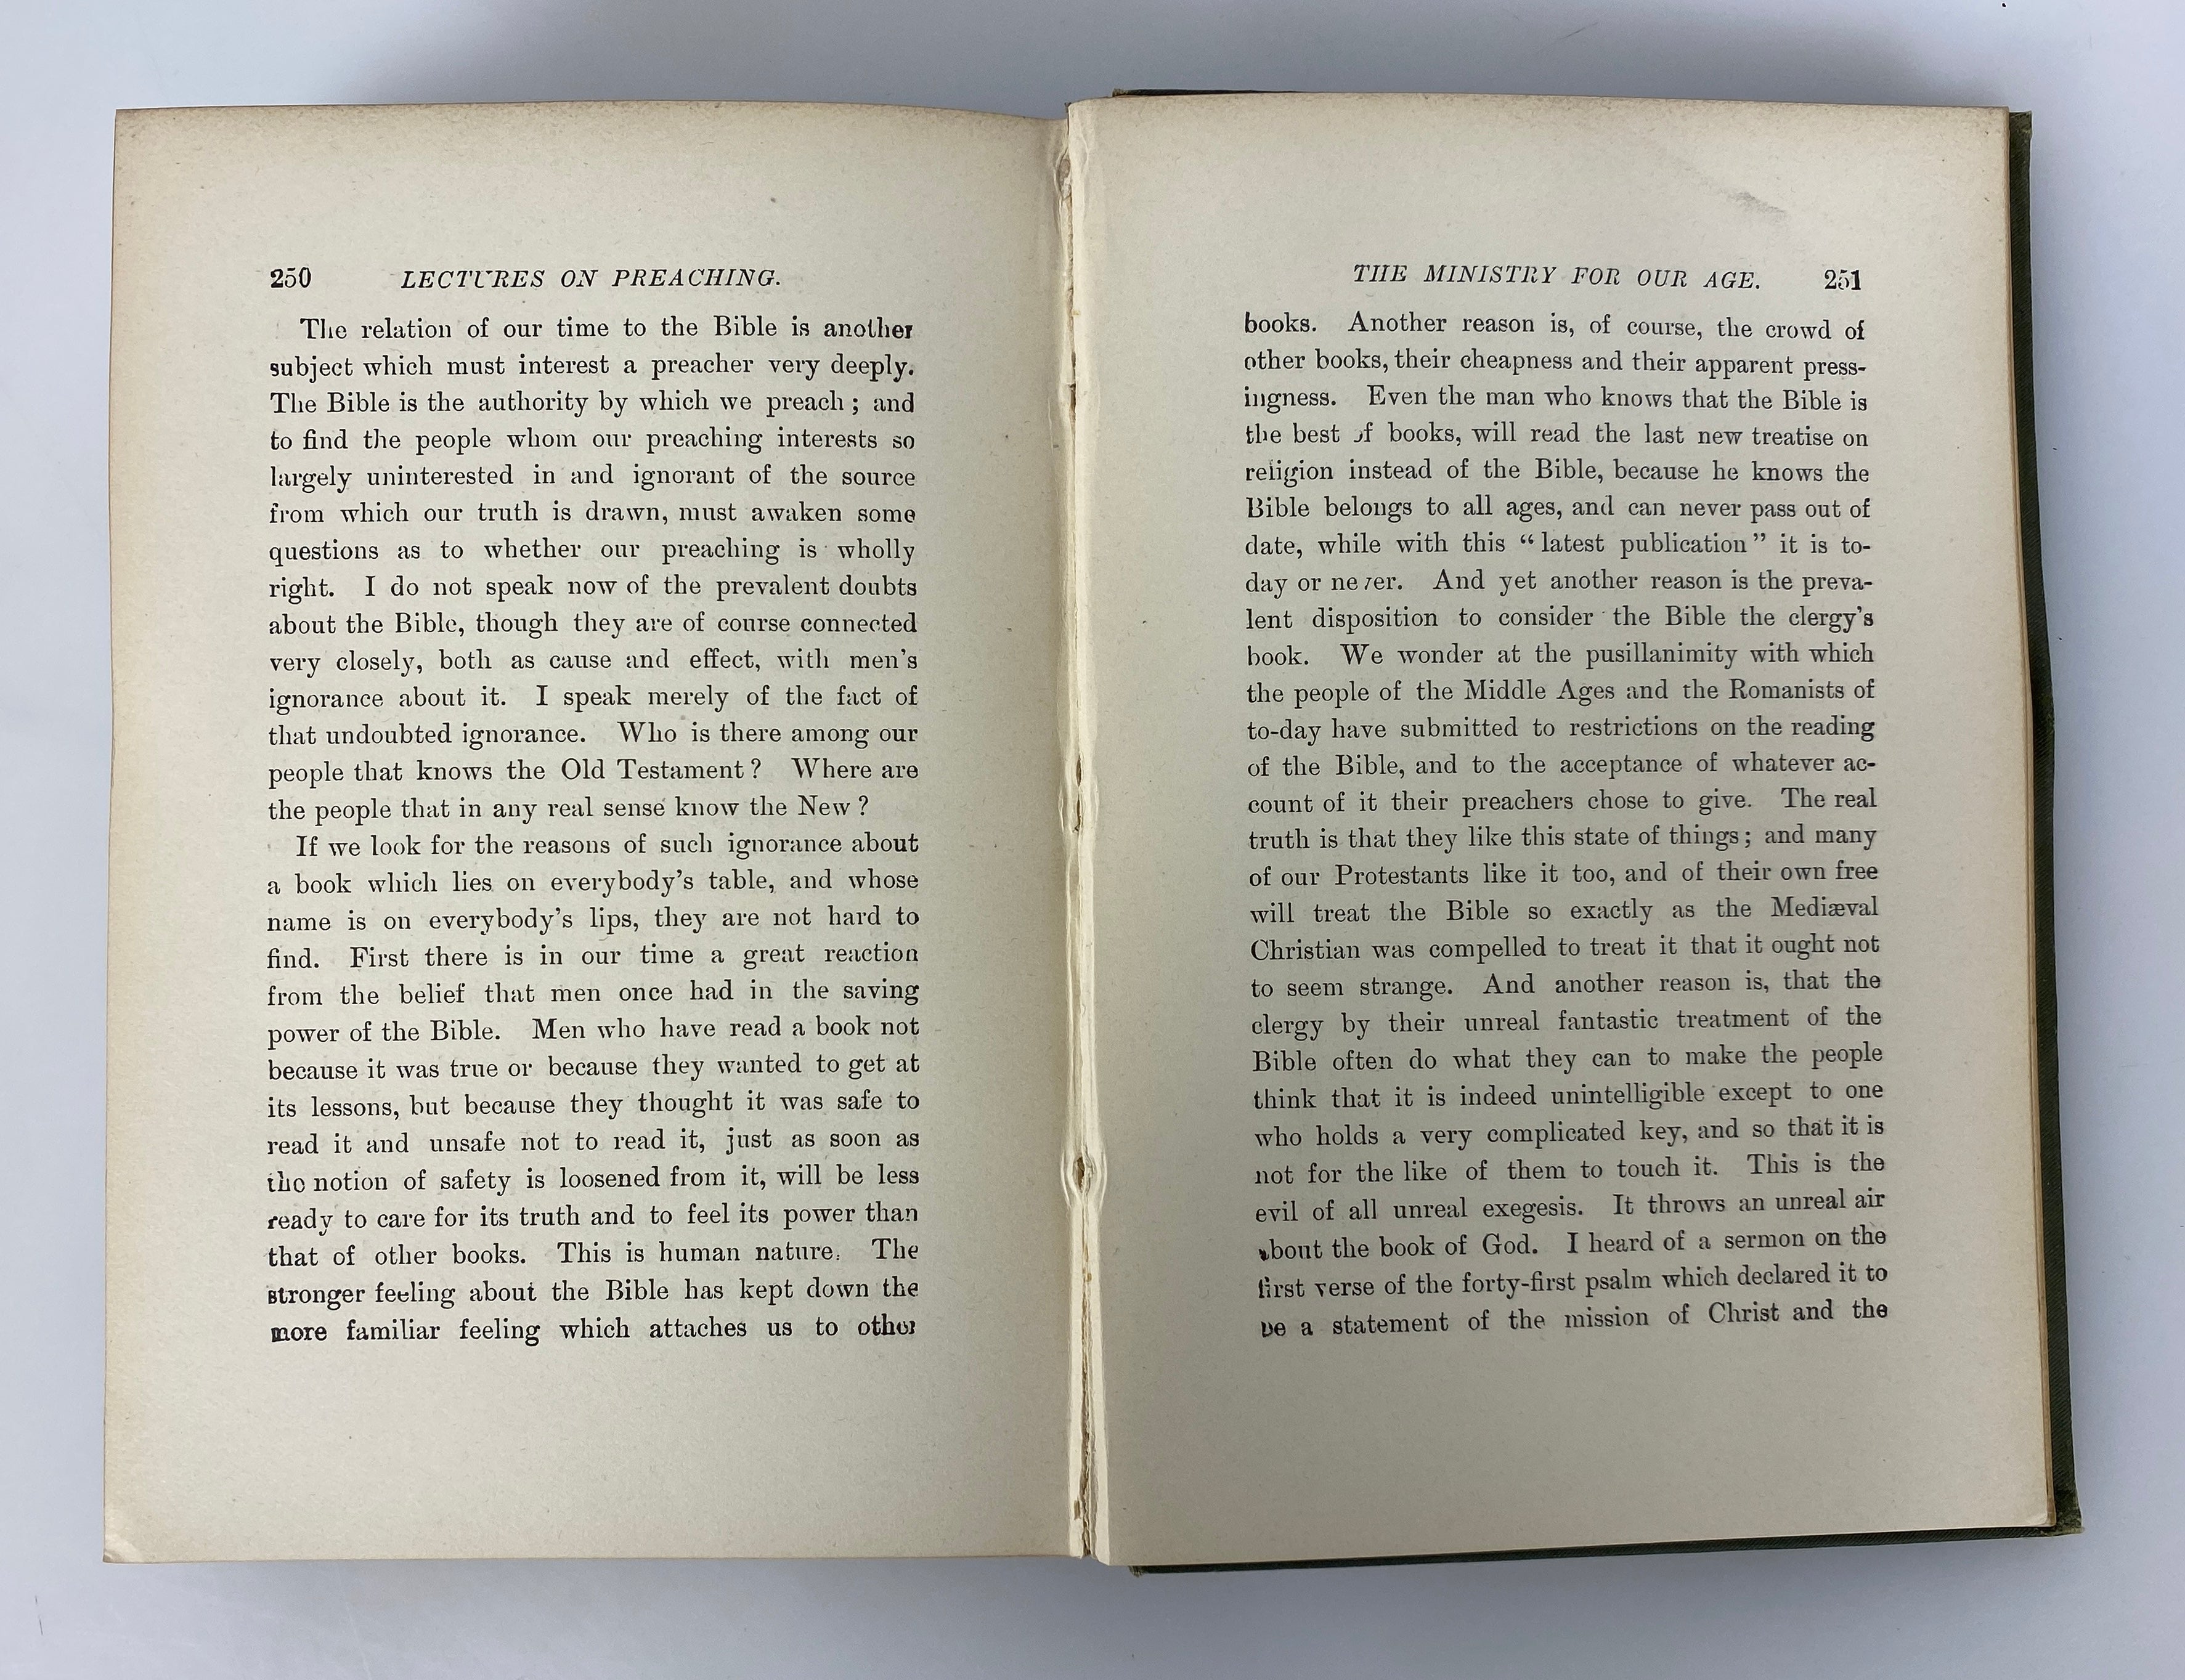 250 LECTURES ON PREACHING.
The relation of our time to the Bible is another
subject which must interest a preacher very deeply.
The Bible is the authority by which we preach ; and
to find the people whom our preaching interests so
largely uninterested in and ignorant of the source
from which our truth is drawn, must awaken some
questions as to whether our preaching is wholly
right. I do not speak now of the prevalent doubts
about the Bible, though they are of course connected
very closely, both as cause and effect, with men's
ignorance about it. I speak merely of the fact of
that undoubted ignorance. Who is there among our
people that knows the Old Testament ? Where are
the people that in any real sense know the New ?
If we look for the reasons of such ignorance about
a book which lies on everybody's table, and whose
name is on everybody's lips, they are not hard to
find. First there is in our time a great reaction
from the belief that men once had in the saving
power of the Bible. Men who have read a book not
because it was true or because they wanted to get at
its lessons, but because they thought it was safe to
read it and unsafe not to read it, just as soon as
the notion of safety is loosened from it, will be less
ready to care for its truth and to feel its power than
that of other books. This is human nature. The
stronger feeling about the Bible has kept down the
more familiar feeling which attaches us to other
THE MINISTRY FOR OUR AGE. 251
books. Another reason is, of course, the crowd of
other books, their cheapness and their apparent press-
ingness. Even the man who knows that the Bible is
the best of books, will read the last new treatise on
religion instead of the Bible, because he knows the
Bible belongs to all ages, and can never pass out of
date, while with this “ latest publication ” it is to-
day or never. And yet another reason is the preva-
lent disposition to consider the Bible the clergy's
book. We wonder at the pusillanimity with which
the people of the Middle Ages and the Romanists of
to-day have submitted to restrictions on the reading
of the Bible, and to the acceptance of whatever ac-
count of it their preachers chose to give. The real
truth is that they like this state of things ; and many
of our Protestants like it too, and of their own free
will treat the Bible so exactly as the Mediæval
Christian was compelled to treat it that it ought not
to seem strange. And another reason is, that the
clergy by their unreal fantastic treatment of the
Bible often do what they can to make the people
think that it is indeed unintelligible except to one
who holds a very complicated key, and so that it is
not for the like of them to touch it. This is the
evil of all unreal exegesis. It throws an unreal air
about the book of God. I heard of a sermon on the
first verse of the forty-first psalm which declared it to
be a statement of the mission of Christ and the